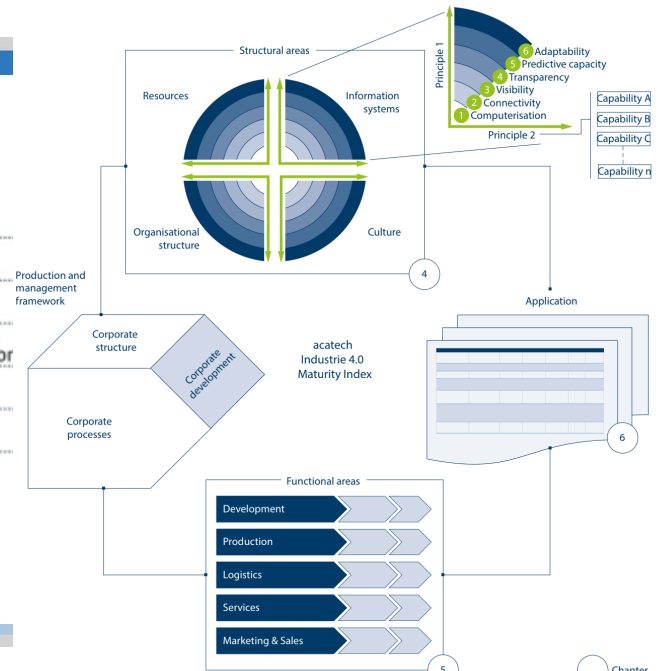 Structural areas
Resources
Information
systems
Organisational
structure
Culture
4
Principle 1
6 Adaptability
5 Predictive capacity
4 Transparency
3 Visibility
2 Connectivity
1 Computerisation
Principle 2
Capability A
Capability B
Capability C
Capability n
Production and
management
framework
Corporate
structure
Corporate
development
Corporate
processes
acatech
Industrie 4.0
Maturity Index
Application
6
Functional areas
Development
Production
Logistics
Services
Marketing & Sales
5
Chapter
or